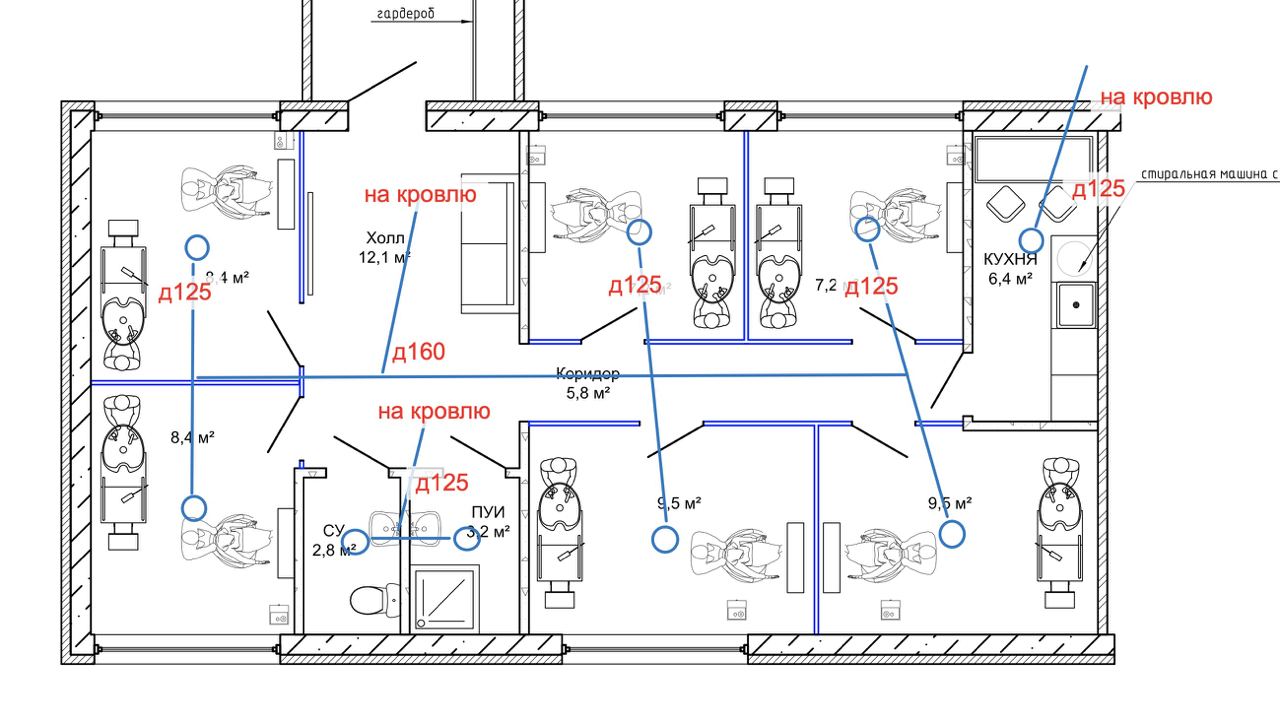 гардероб
на кровлю
стиральная машина с
д125
на кровлю
Холл
12,1 м²
КУХНЯ
6,4 м²
8,4 м²
д125
д125
м²
7,2
д125
д160
Коридор
5,8 м²
на кровлю
8,4 м²
д125
9,5 м²
9,5 м²
СУ
2,8 м²
ПУИ
3,2 м²